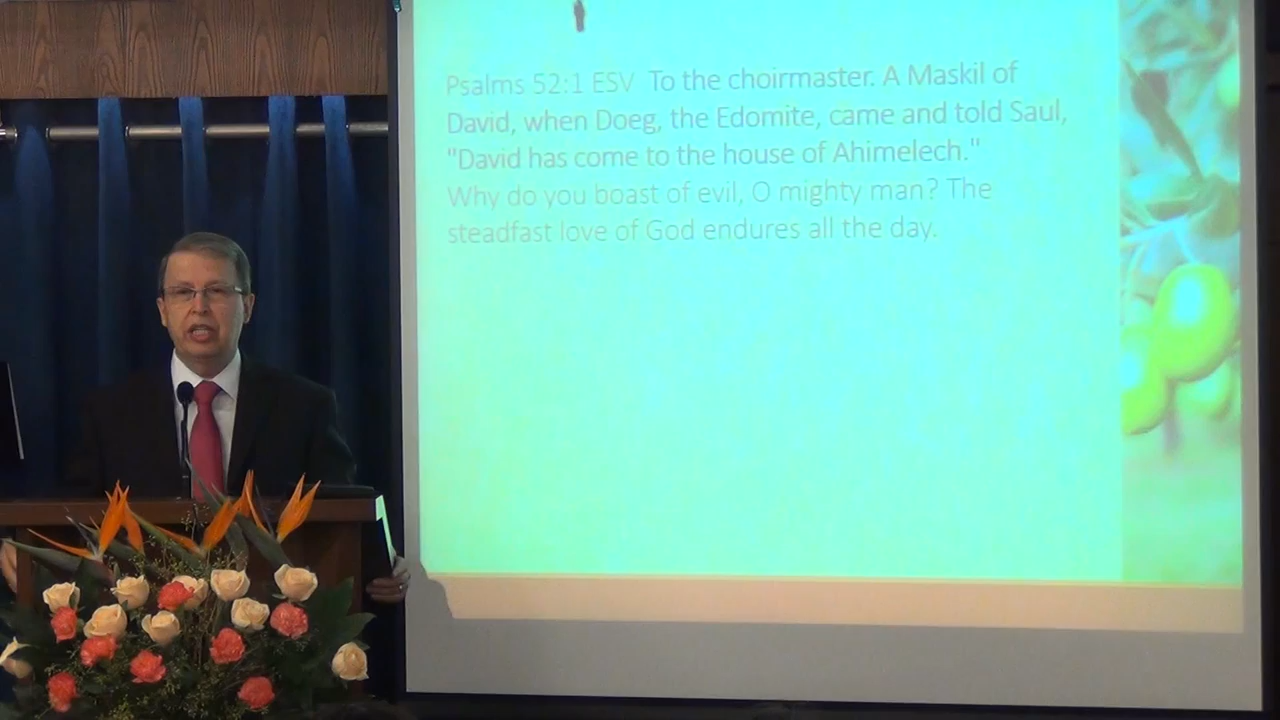 Psalms 52:1 ESV To the choirmaster. A Maskil of
David, when Doeg, the Edomite, came and told Saul,
"David has come to the house of Ahimelech."
Why do you boast of evil, O mighty man? The
steadfast love of God endures all the day.